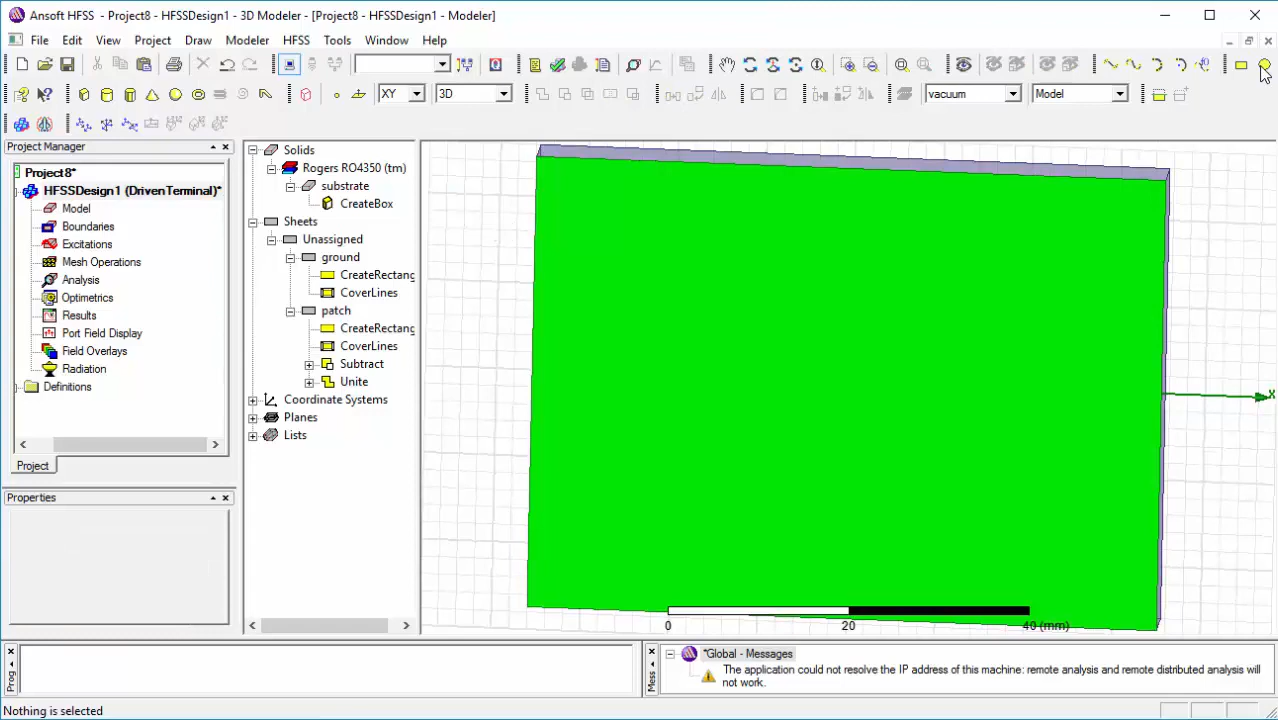 Ansoft HFSS - Project8 - HFSSDesign1 - 3D Modeler - [Project8 - HFSSDesign1 - Modeler]
File Edit View Project Draw Modeler HFSS Tools Window Help
XY 3D vacuum Model
Project Manager
Project8*
HFSSDesign1 (DrivenTerminal)*
Model
Boundaries
Excitations
Mesh Operations
Analysis
Optimetrics
Results
Port Field Display
Field Overlays
Radiation
Definitions
Project
Properties
Solids
Rogers RO4350 (tm)
substrate
CreateBox
Sheets
Unassigned
ground
CreateRectang
CoverLines
patch
CreateRectang
CoverLines
Subtract
Unite
Coordinate Systems
Planes
Lists
X
0 20 40 (mm)
Prog
Mess
*Global - Messages
The application could not resolve the IP address of this machine: remote analysis and remote distributed analysis will
not work.
Nothing is selected